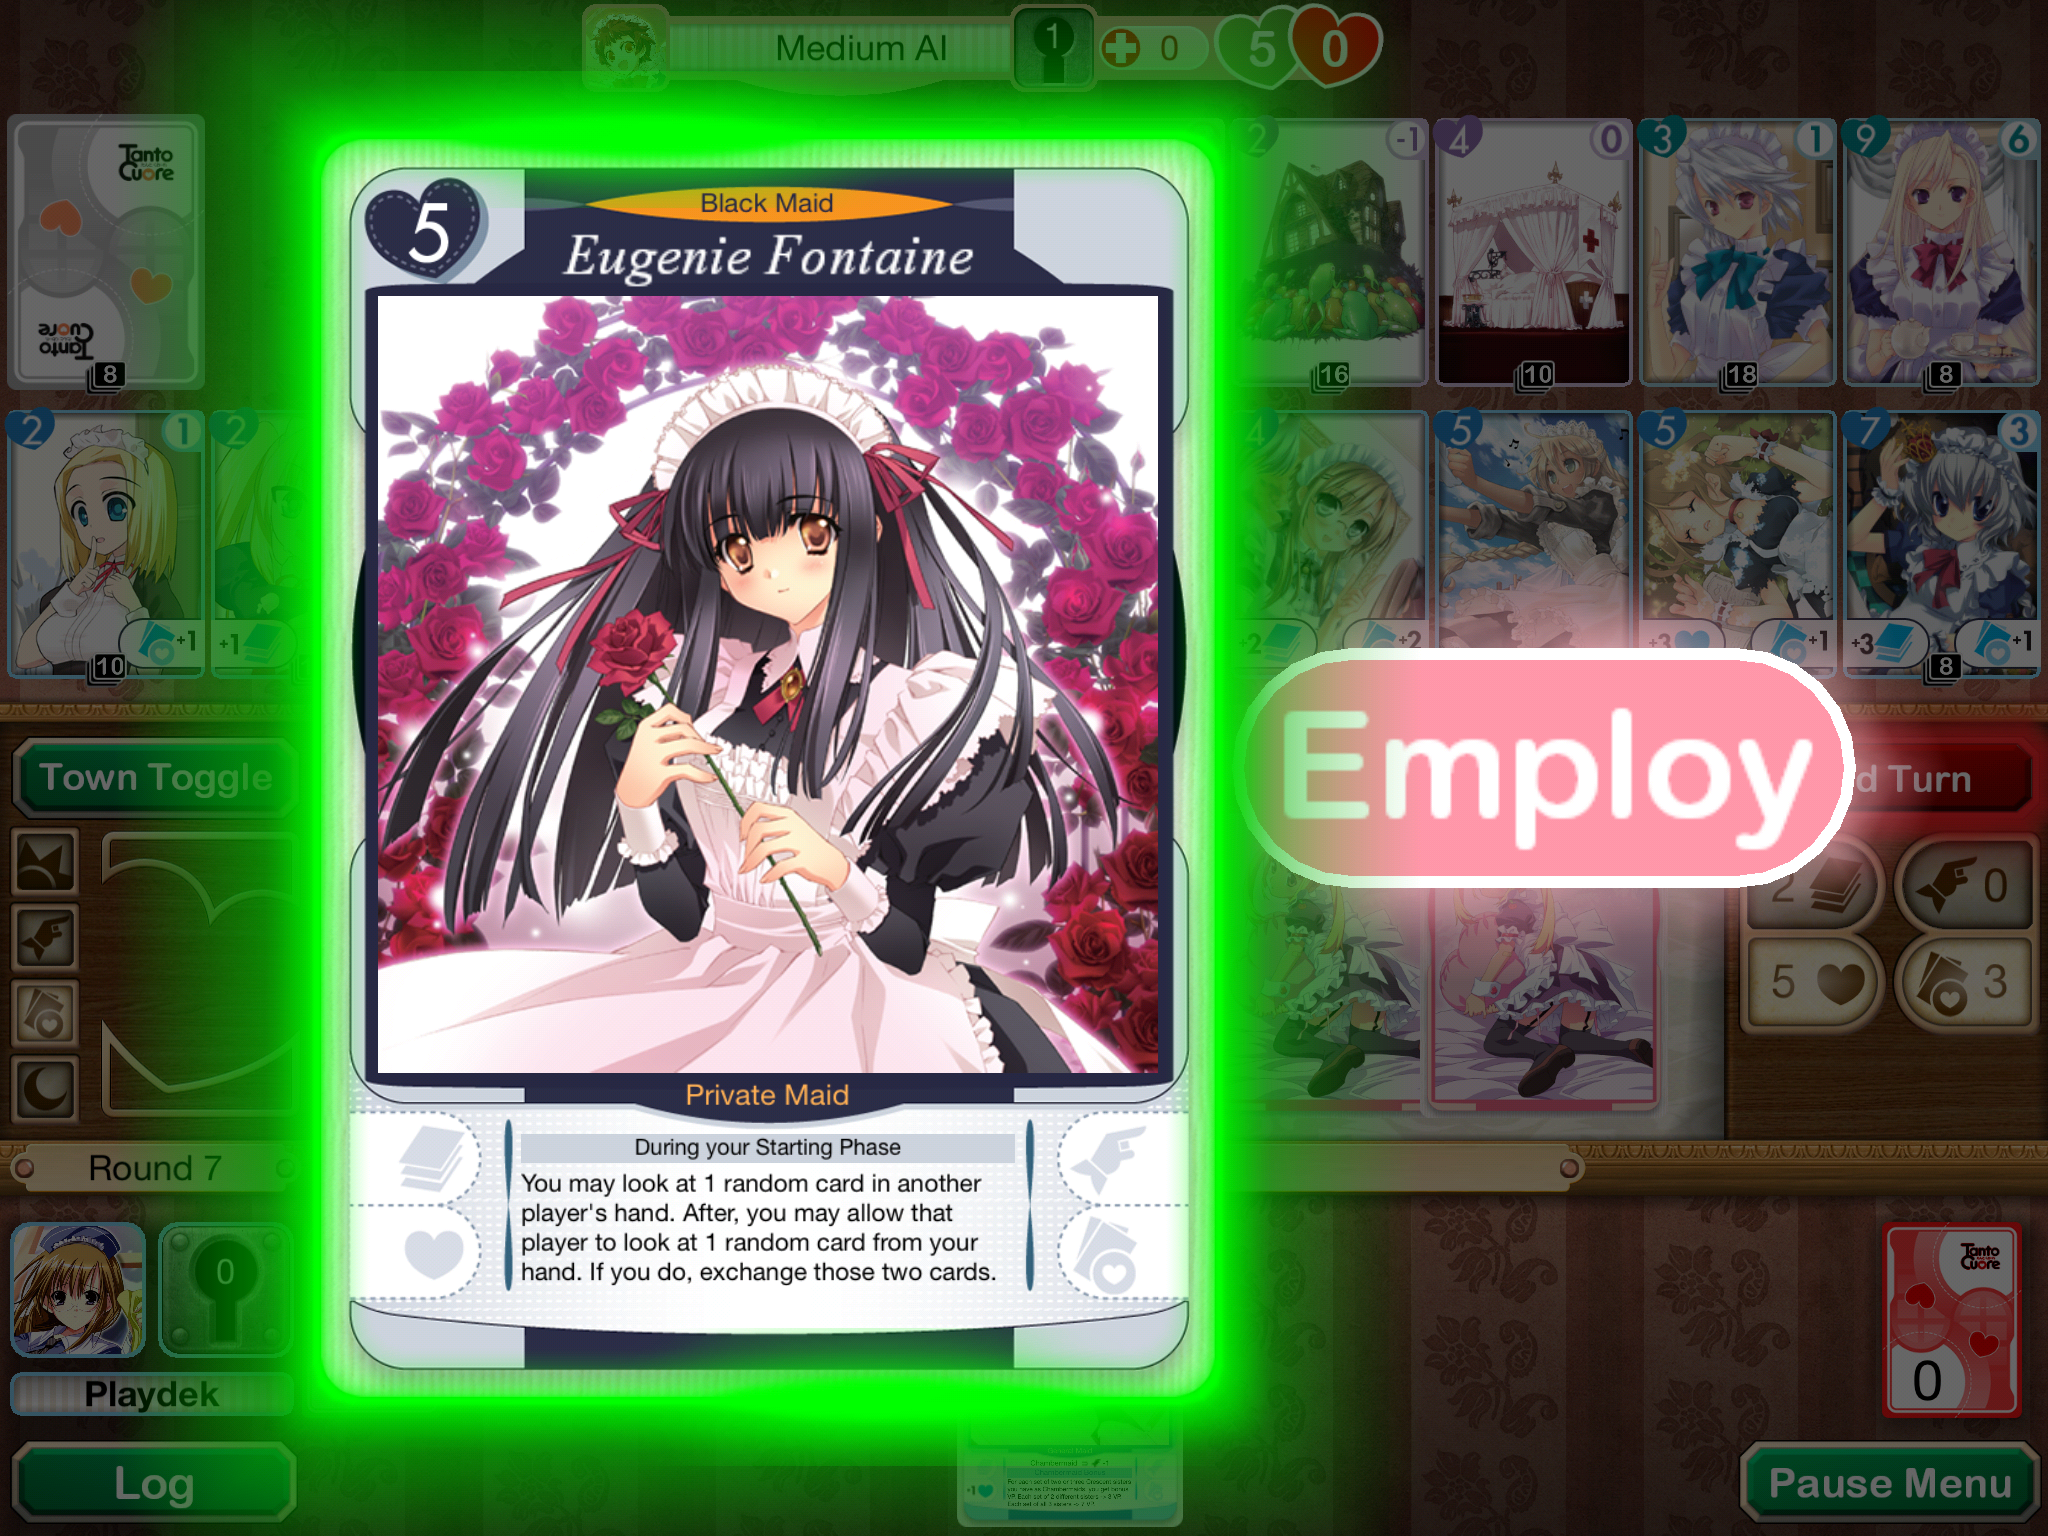 Medium AI
1
0
5
0
Tanto
Cuore
Tanto
Cuore
8
2
-1
16
4
0
10
3
1
18
9
6
8
2
1
+1
10
2
+1
4
+2
+2
5
5
+3
+1
7
3
+3
+1
8
5
Black Maid
Eugenie Fontaine
Private Maid
During your Starting Phase
You may look at 1 random card in another
player's hand. After, you may allow that
player to look at 1 random card from your
hand. If you do, exchange those two cards.
Employ
Town Toggle
d Turn
2
0
5
3
Round 7
0
Playdek
Log
Tanto
Cuore
0
Pause Menu
Chambermaid
-1
+1